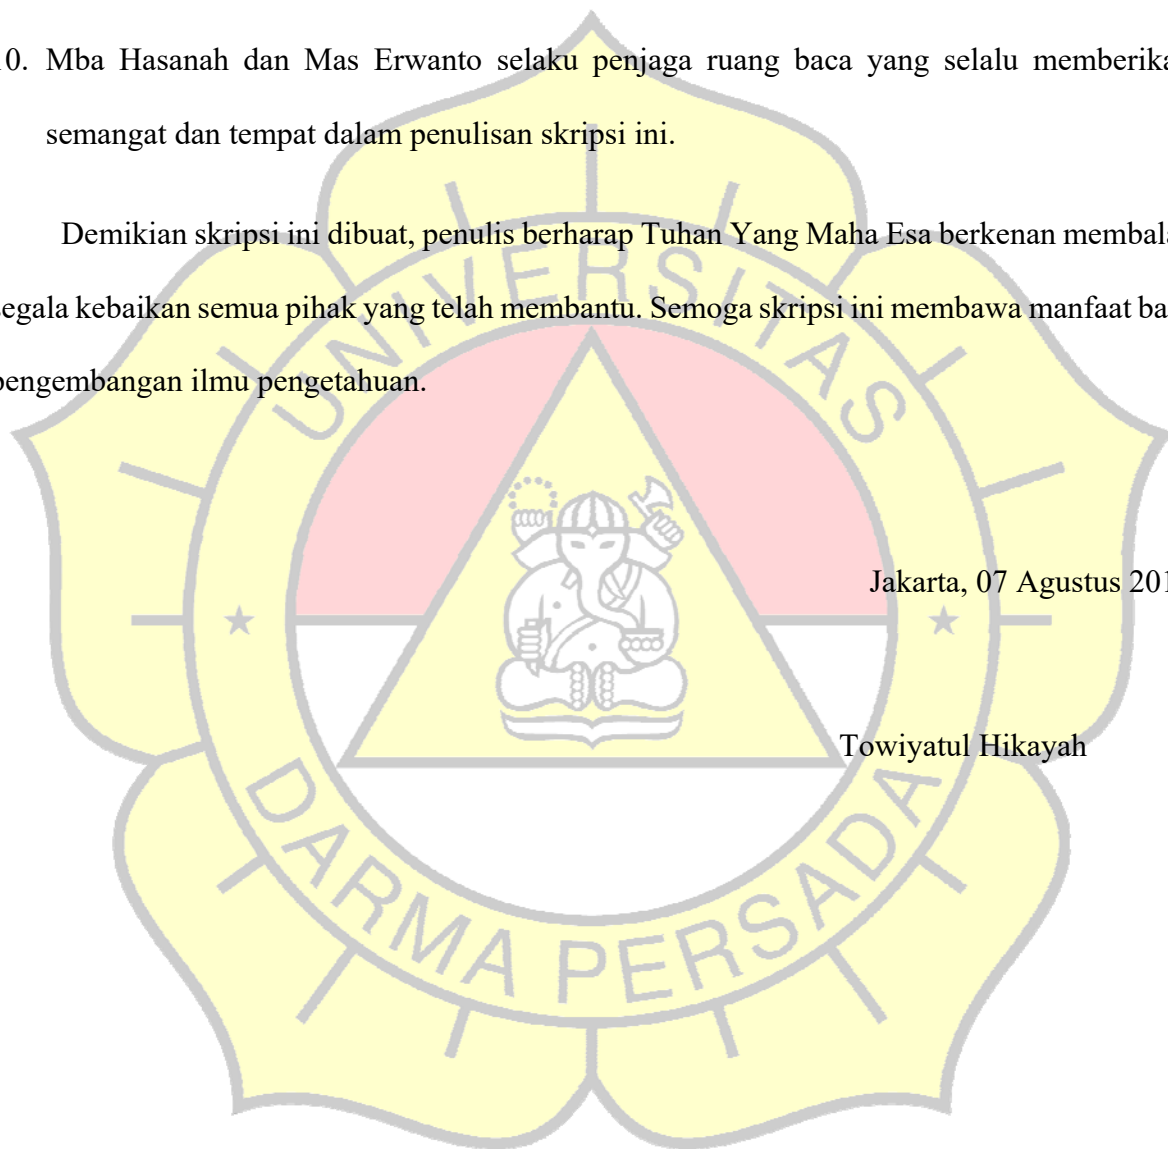 10. Mba Hasanah dan Mas Erwanto selaku penjaga ruang baca yang selalu memberika
semangat dan tempat dalam penulisan skripsi ini.
Demikian skripsi ini dibuat, penulis berharap Tuhan Yang Maha Esa berkenan membala
segala kebaikan semua pihak yang telah membantu. Semoga skripsi ini membawa manfaat ba
pengembangan ilmu pengetahuan.
UNIVERSITAS
Jakarta, 07 Agustus 201
Towiyatul Hikayah
DARMA PERSADA